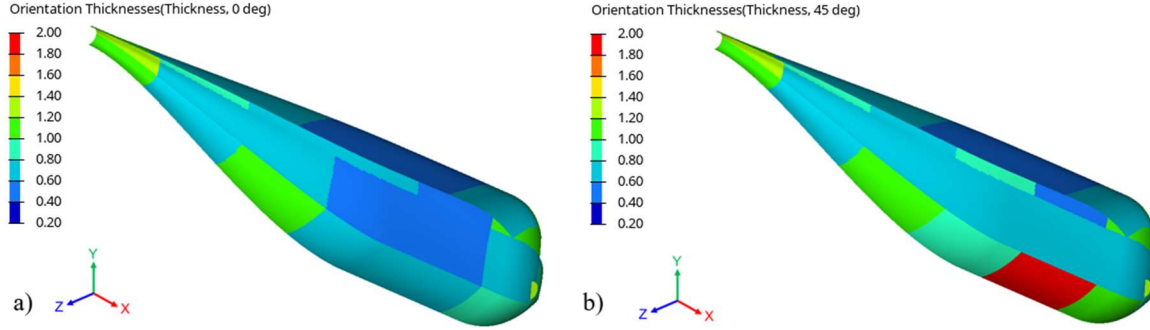 Orientation Thicknesses(Thickness, 0 deg)
2.00
1.80
1.60
1.40
1.20
1.00
0.80
0.60
0.40
0.20
Y
Z
X
a)
Orientation Thicknesses(Thickness, 45 deg)
2.00
1.80
1.60
1.40
1.20
1.00
0.80
0.60
0.40
0.20
Y
Z
X
b)